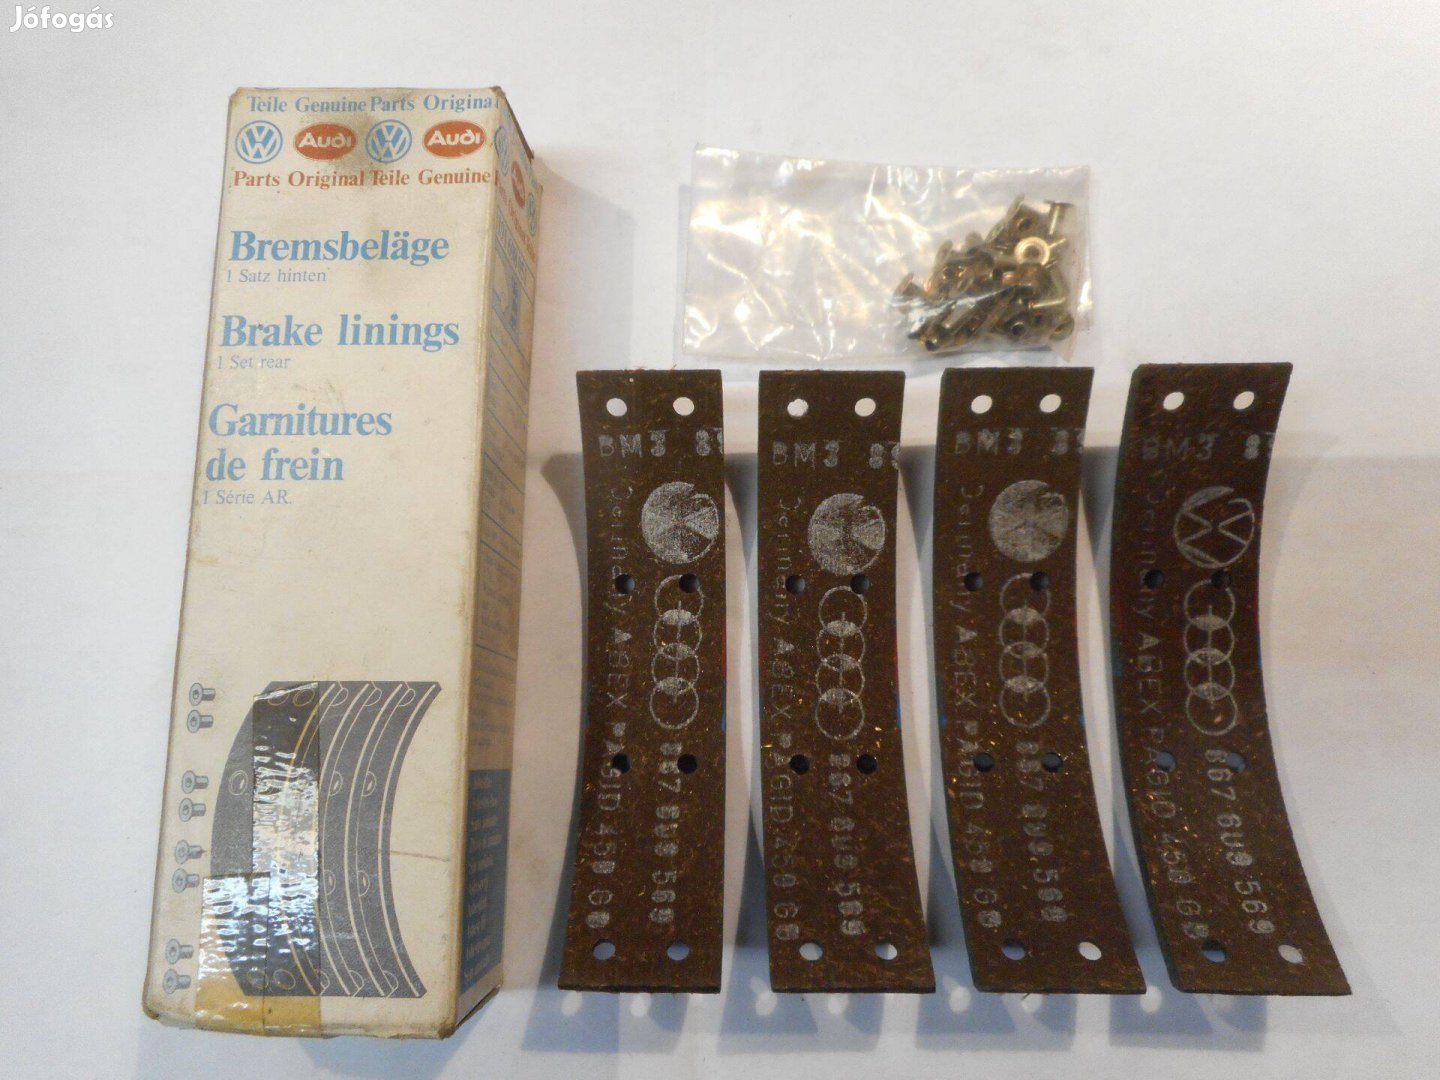 Jófogás
Teile Genuine Parts Original
Audi Audi
Parts Original Teile Genuine
Bremsbeläge
1 Satz hinten
Brake linings
1 Set rear
Garnitures
de frein
1 Série AR.
BM3
Germany ABEX PAGID 450 GG
867 609 569
BM3
Germany ABEX PAGID 450 GG
867 609 569
BM3
Germany ABEX PAGID 450 GG
867 609 569
BM3
Germany ABEX PAGID 450 GG
867 609 569